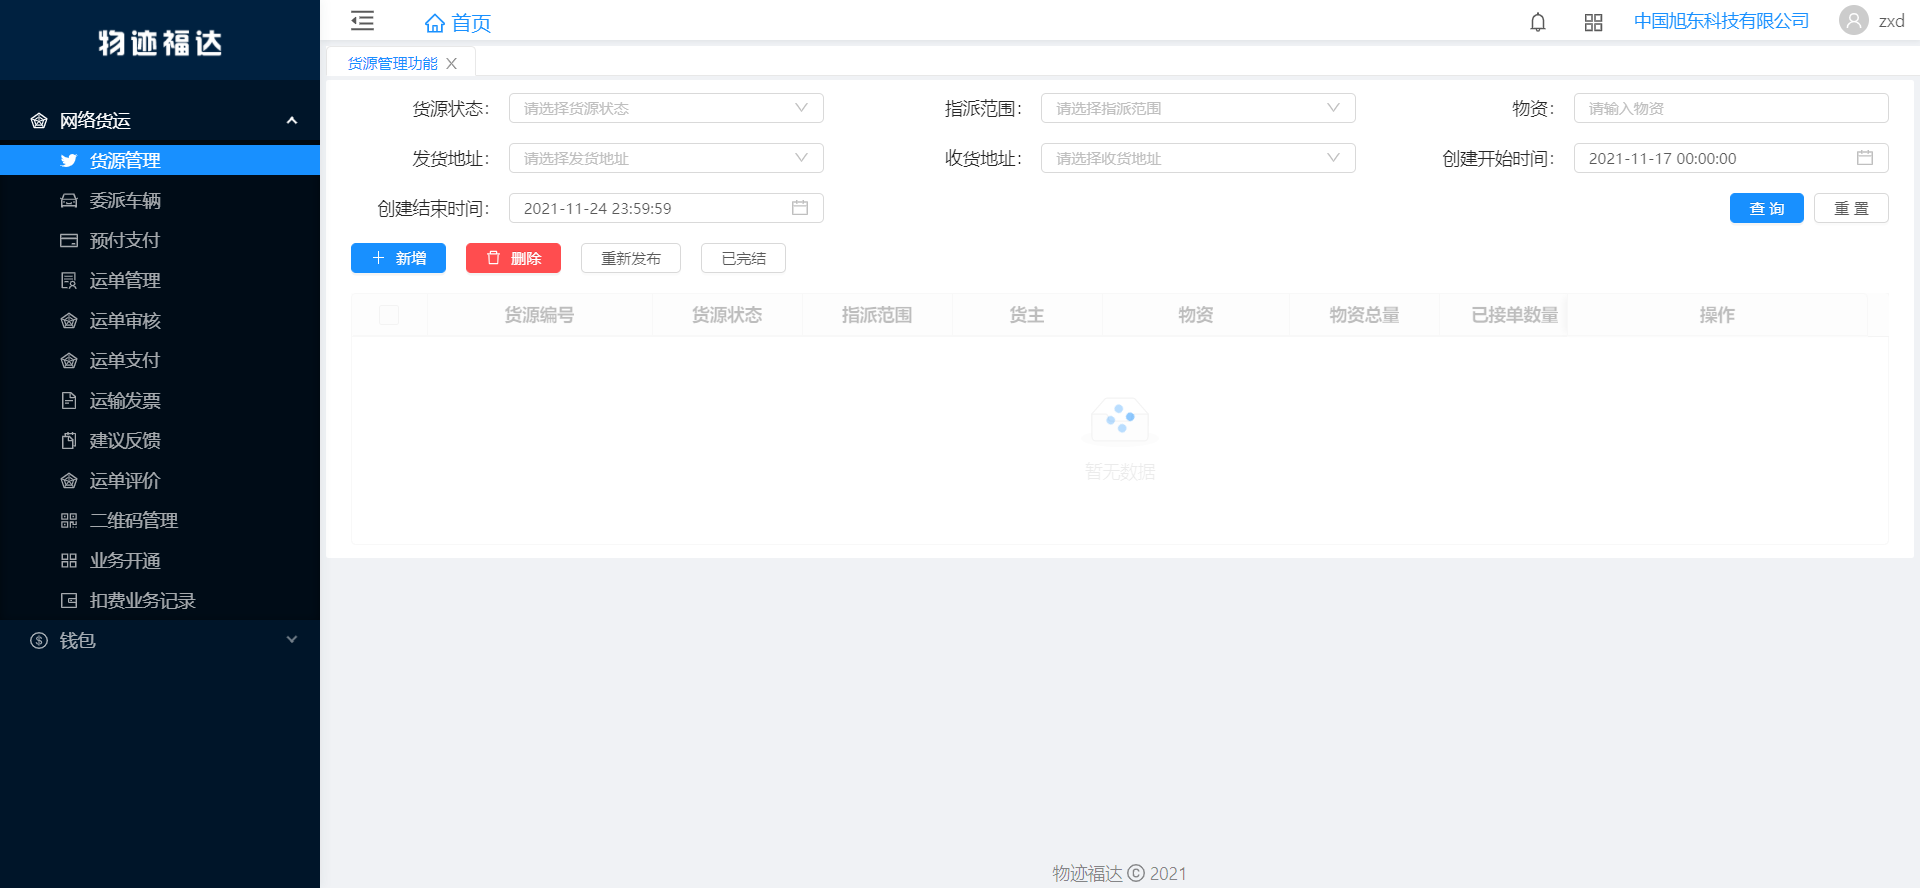 物迹福达
网络货运
货源管理
委派车辆
预付支付
运单管理
运单审核
运单支付
运输发票
建议反馈
运单评价
二维码管理
业务开通
扣费业务记录
钱包
首页
中国旭东科技有限公司
zxd
货源管理功能
货源状态: 请选择货源状态
指派范围: 请选择指派范围
物资: 请输入物资
发货地址: 请选择发货地址
收货地址: 请选择收货地址
创建开始时间: 2021-11-17 00:00:00
创建结束时间: 2021-11-24 23:59:59
查 询
重 置
新增
删除
重新发布
已完结
货源编号 货源状态 指派范围 货主 物资 物资总量 已接单数量 操作
暂无数据
物迹福达 © 2021